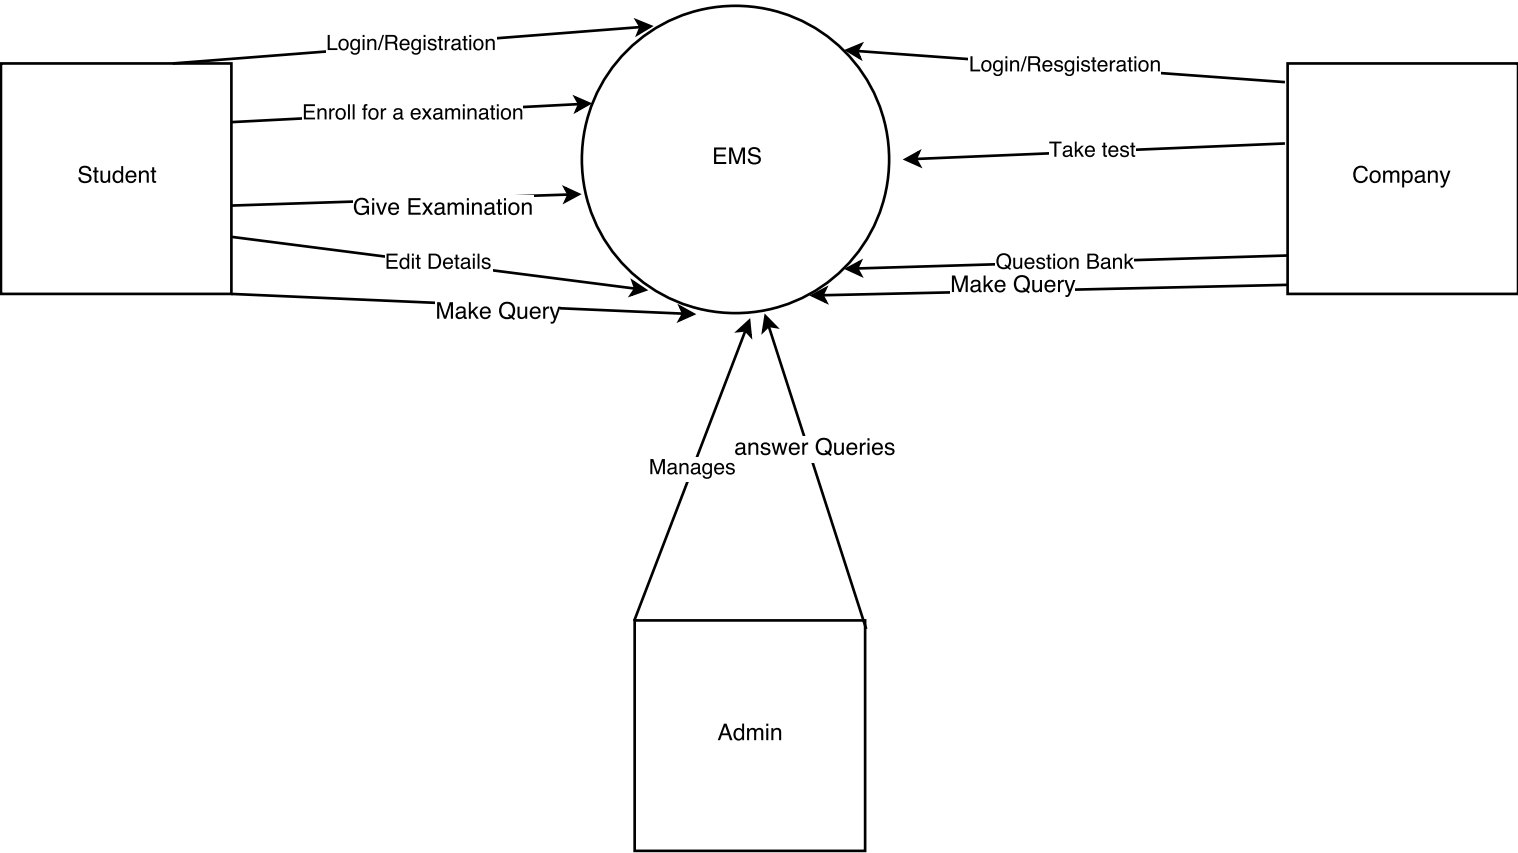 Login/Registration
Login/Resgisteration
Enroll for a examination
Take test
EMS
Student
Company
Give Examination
Edit Details
Question Bank
Make Query
Make Query
answer Queries
Manages
Admin